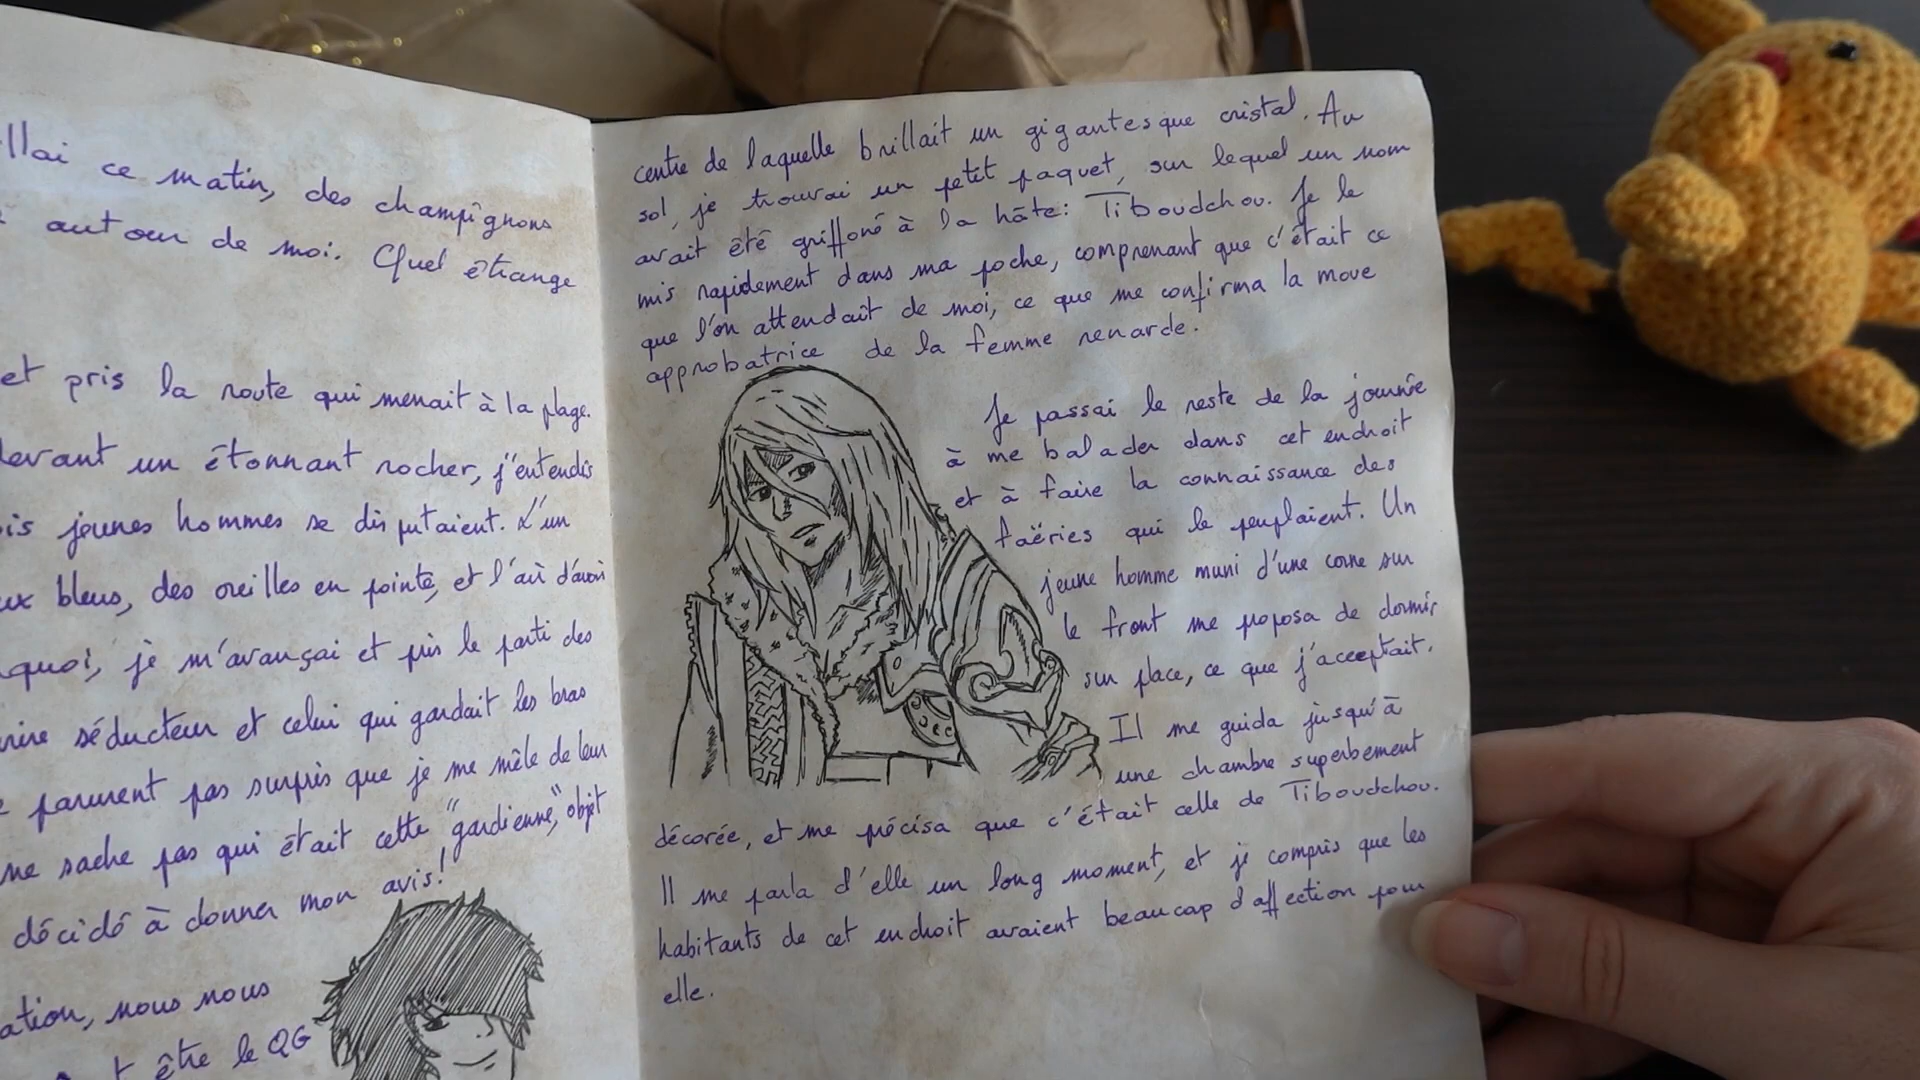 llai ce matin, des champignons
autour de moi. Quel étrange
et pris la route qui menait à la plage.
devant un étonnant rocher, j'entendis
ois jeunes hommes se disputaient. L'un
ux bleus, des oreilles en pointe, et l'air d'avoir
quoi, je m'avançai et pris le parti des
rire séducteur et celui qui gardait les bras
parurent pas surpris que je me mêle de leur
ne sache pas qui était cette "gardienne," objet
décidé à donner mon avis!
ation, nous nous
t être le QG
centre de laquelle brillait un gigantesque cristal. Au
sol, je trouvai un petit paquet, sur lequel un nom
avait été griffoné à la hâte: Tiboudchou. Je le
mis rapidement dans ma poche, comprenant que c'était ce
que l'on attendait de moi, ce que me confirma la moue
approbatrice de la femme renarde.
Je passai le reste de la journée
à me balader dans cet endroit
et à faire la connaissance des
faëries qui le peuplaient. Un
jeune homme muni d'une corne sur
le front me proposa de dormir
sur place, ce que j'acceptait.
Il me guida jusqu'à
une chambre superbement
décorée, et me précisa que c'était celle de Tiboudchou.
Il me parla d'elle un long moment, et je compris que les
habitants de cet endroit avaient beaucap d'affection pour
elle.